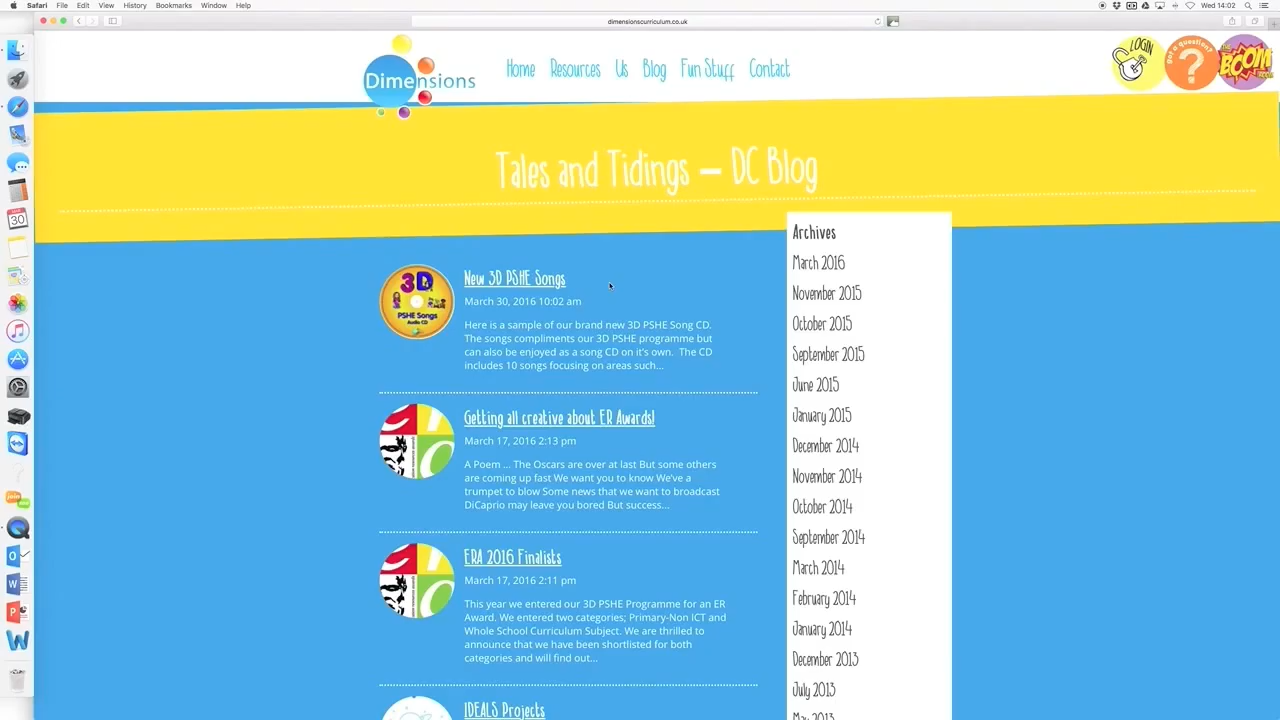 Safari File Edit View History Bookmarks Window Help
Wed 14:02
dimensionscurriculum.co.uk
Dimensions
Home Resources Us Blog Fun Stuff Contact
LOGIN
got a question?
?
BOOM
Tales and Tidings – DC Blog
30
3D
PSHE Songs
Audio CD
New 3D PSHE Songs
March 30, 2016 10:02 am
Here is a sample of our brand new 3D PSHE Song CD.
The songs compliments our 3D PSHE programme but
can also be enjoyed as a song CD on it's own. The CD
includes 10 songs focusing on areas such...
Getting all creative about ER Awards!
March 17, 2016 2:13 pm
A Poem ... The Oscars are over at last But some others
are coming up fast We want you to know We've a
trumpet to blow Some news that we want to broadcast
DiCaprio may leave you bored But success...
ERA 2016 Finalists
March 17, 2016 2:11 pm
This year we entered our 3D PSHE Programme for an ER
Award. We entered two categories; Primary-Non ICT and
Whole School Curriculum Subject. We are thrilled to
announce that we have been shortlisted for both
categories and will find out...
IDEALS Projects
Archives
March 2016
November 2015
October 2015
September 2015
June 2015
January 2015
December 2014
November 2014
October 2014
September 2014
March 2014
February 2014
January 2014
December 2013
July 2013
May 2013